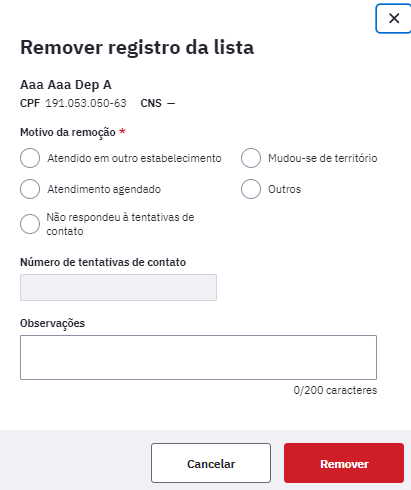 Remover registro da lista
Aaa Aaa Dep A
CPF 191.053.050-63 CNS —
Motivo da remoção *
Atendido em outro estabelecimento
Mudou-se de território
Atendimento agendado
Outros
Não respondeu à tentativas de
contato
Número de tentativas de contato
Observações
0/200 caracteres
Cancelar
Remover